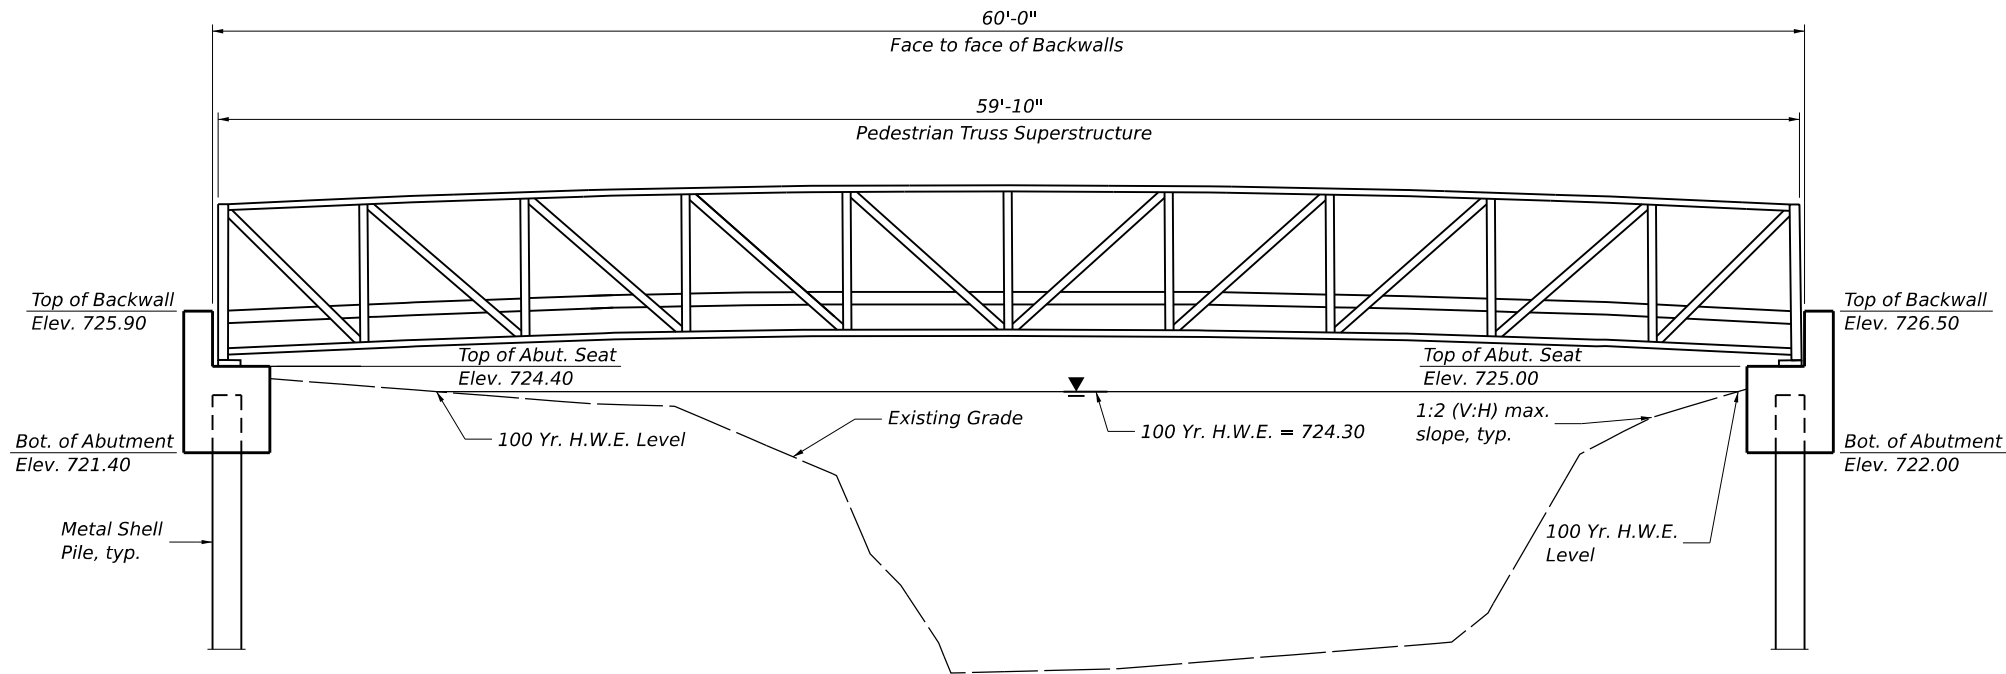 60'-0"
Face to face of Backwalls
59'-10"
Pedestrian Truss Superstructure
Top of Backwall
Elev. 725.90
Top of Backwall
Elev. 726.50
Top of Abut. Seat
Elev. 724.40
Top of Abut. Seat
Elev. 725.00
Existing Grade
1:2 (V:H) max.
slope, typ.
100 Yr. H.W.E. Level
100 Yr. H.W.E. = 724.30
Bot. of Abutment
Elev. 721.40
Bot. of Abutment
Elev. 722.00
Metal Shell
Pile, typ.
100 Yr. H.W.E.
Level